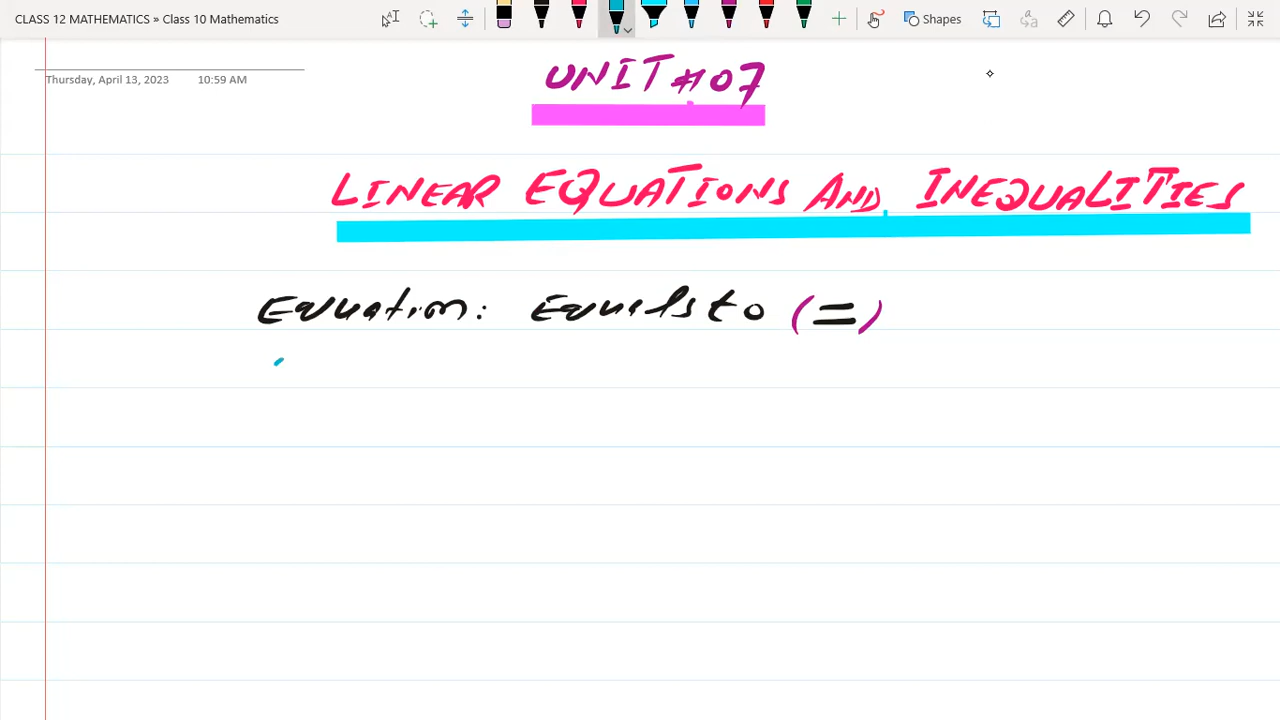 CLASS 12 MATHEMATICS » Class 10 Mathematics
Shapes
Thursday, April 13, 2023 10:59 AM
UNIT #07
LINEAR EQUATIONS AND INEQUALITIES
Equation: Equals to (=)